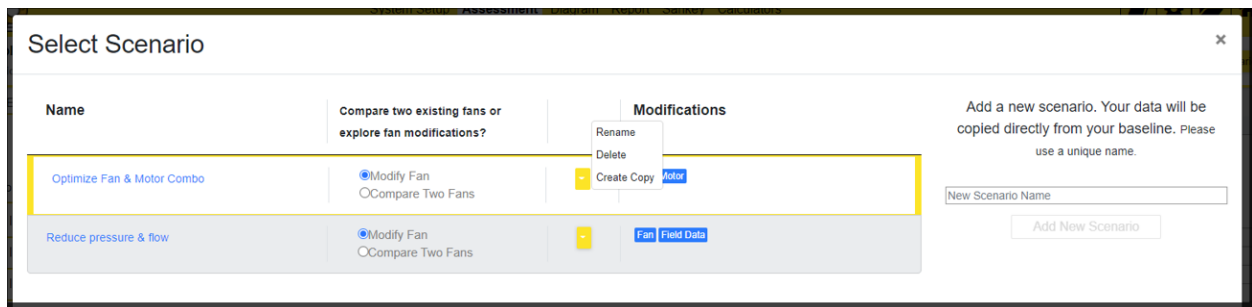 System Setup Assessment Diagram Report Sankey Calculators
Select Scenario
×
Name
Compare two existing fans or
explore fan modifications?
Modifications
Rename
Delete
Create Copy
Optimize Fan & Motor Combo
Modify Fan
Compare Two Fans
Motor
Reduce pressure & flow
Modify Fan
Compare Two Fans
Fan Field Data
Add a new scenario. Your data will be
copied directly from your baseline. Please
use a unique name.
New Scenario Name
Add New Scenario